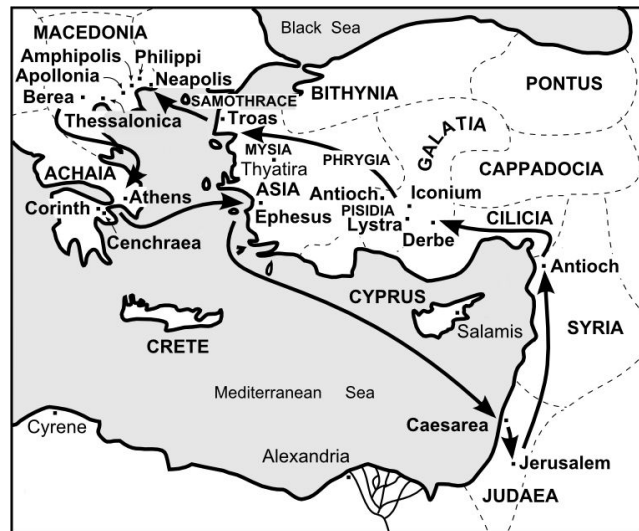 Black Sea
MACEDONIA
Amphipolis
Philippi
Apollonia
Neapolis
Berea
Thessalonica
SAMOTHRACE
Troas
BITHYNIA
PONTUS
GALATIA
MYSIA
Thyatira
PHRYGIA
CAPPADOCIA
ACHAIA
Athens
ASIA
Ephesus
Antioch
Iconium
PISIDIA
Lystra
Derbe
CILICIA
Corinth
Cenchraea
Antioch
CYPRUS
Salamis
SYRIA
CRETE
Mediterranean Sea
Caesarea
Cyrene
Alexandria
Jerusalem
JUDAEA